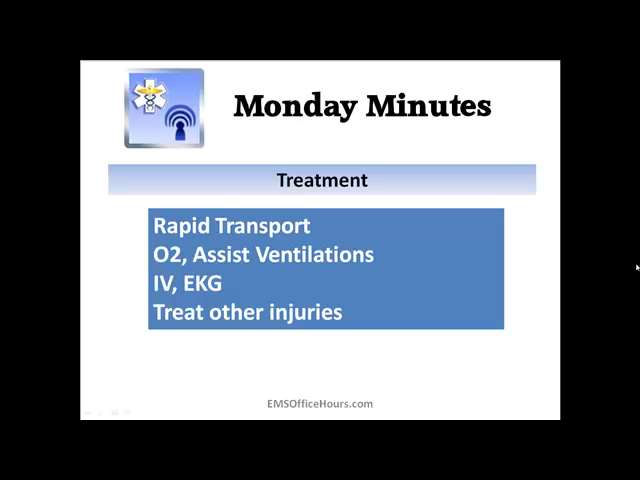 Monday Minutes
Treatment
Rapid Transport
O2, Assist Ventilations
IV, EKG
Treat other injuries
EMSOfficeHours.com